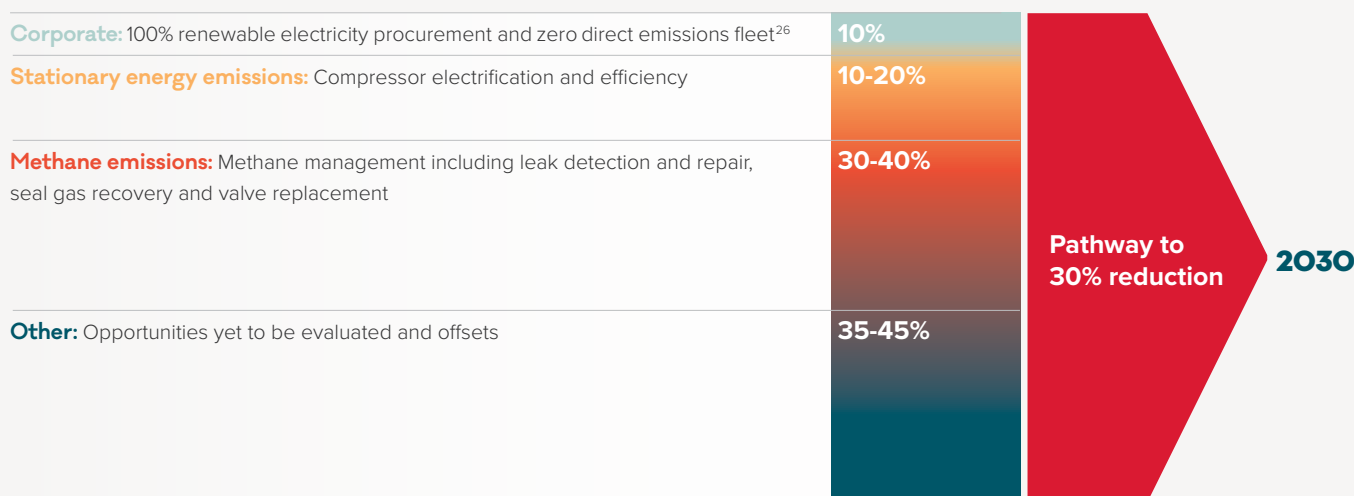 Corporate: 100% renewable electricity procurement and zero direct emissions fleet26
10%
Stationary energy emissions: Compressor electrification and efficiency
10-20%
Methane emissions: Methane management including leak detection and repair,
seal gas recovery and valve replacement
30-40%
Other: Opportunities yet to be evaluated and offsets
35-45%
Pathway to
30% reduction
2030